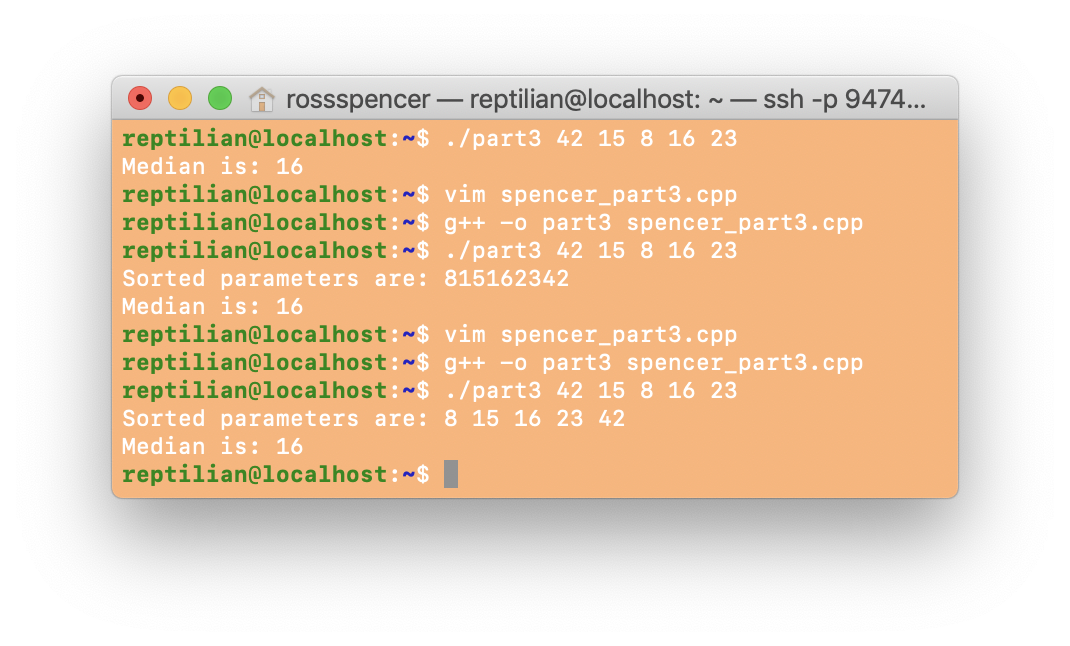 rossspencer — reptilian@localhost: ~ — ssh -p 9474...
reptilian@localhost:~$ ./part3 42 15 8 16 23
Median is: 16
reptilian@localhost:~$ vim spencer_part3.cpp
reptilian@localhost:~$ g++ -o part3 spencer_part3.cpp
reptilian@localhost:~$ ./part3 42 15 8 16 23
Sorted parameters are: 815162342
Median is: 16
reptilian@localhost:~$ vim spencer_part3.cpp
reptilian@localhost:~$ g++ -o part3 spencer_part3.cpp
reptilian@localhost:~$ ./part3 42 15 8 16 23
Sorted parameters are: 8 15 16 23 42
Median is: 16
reptilian@localhost:~$